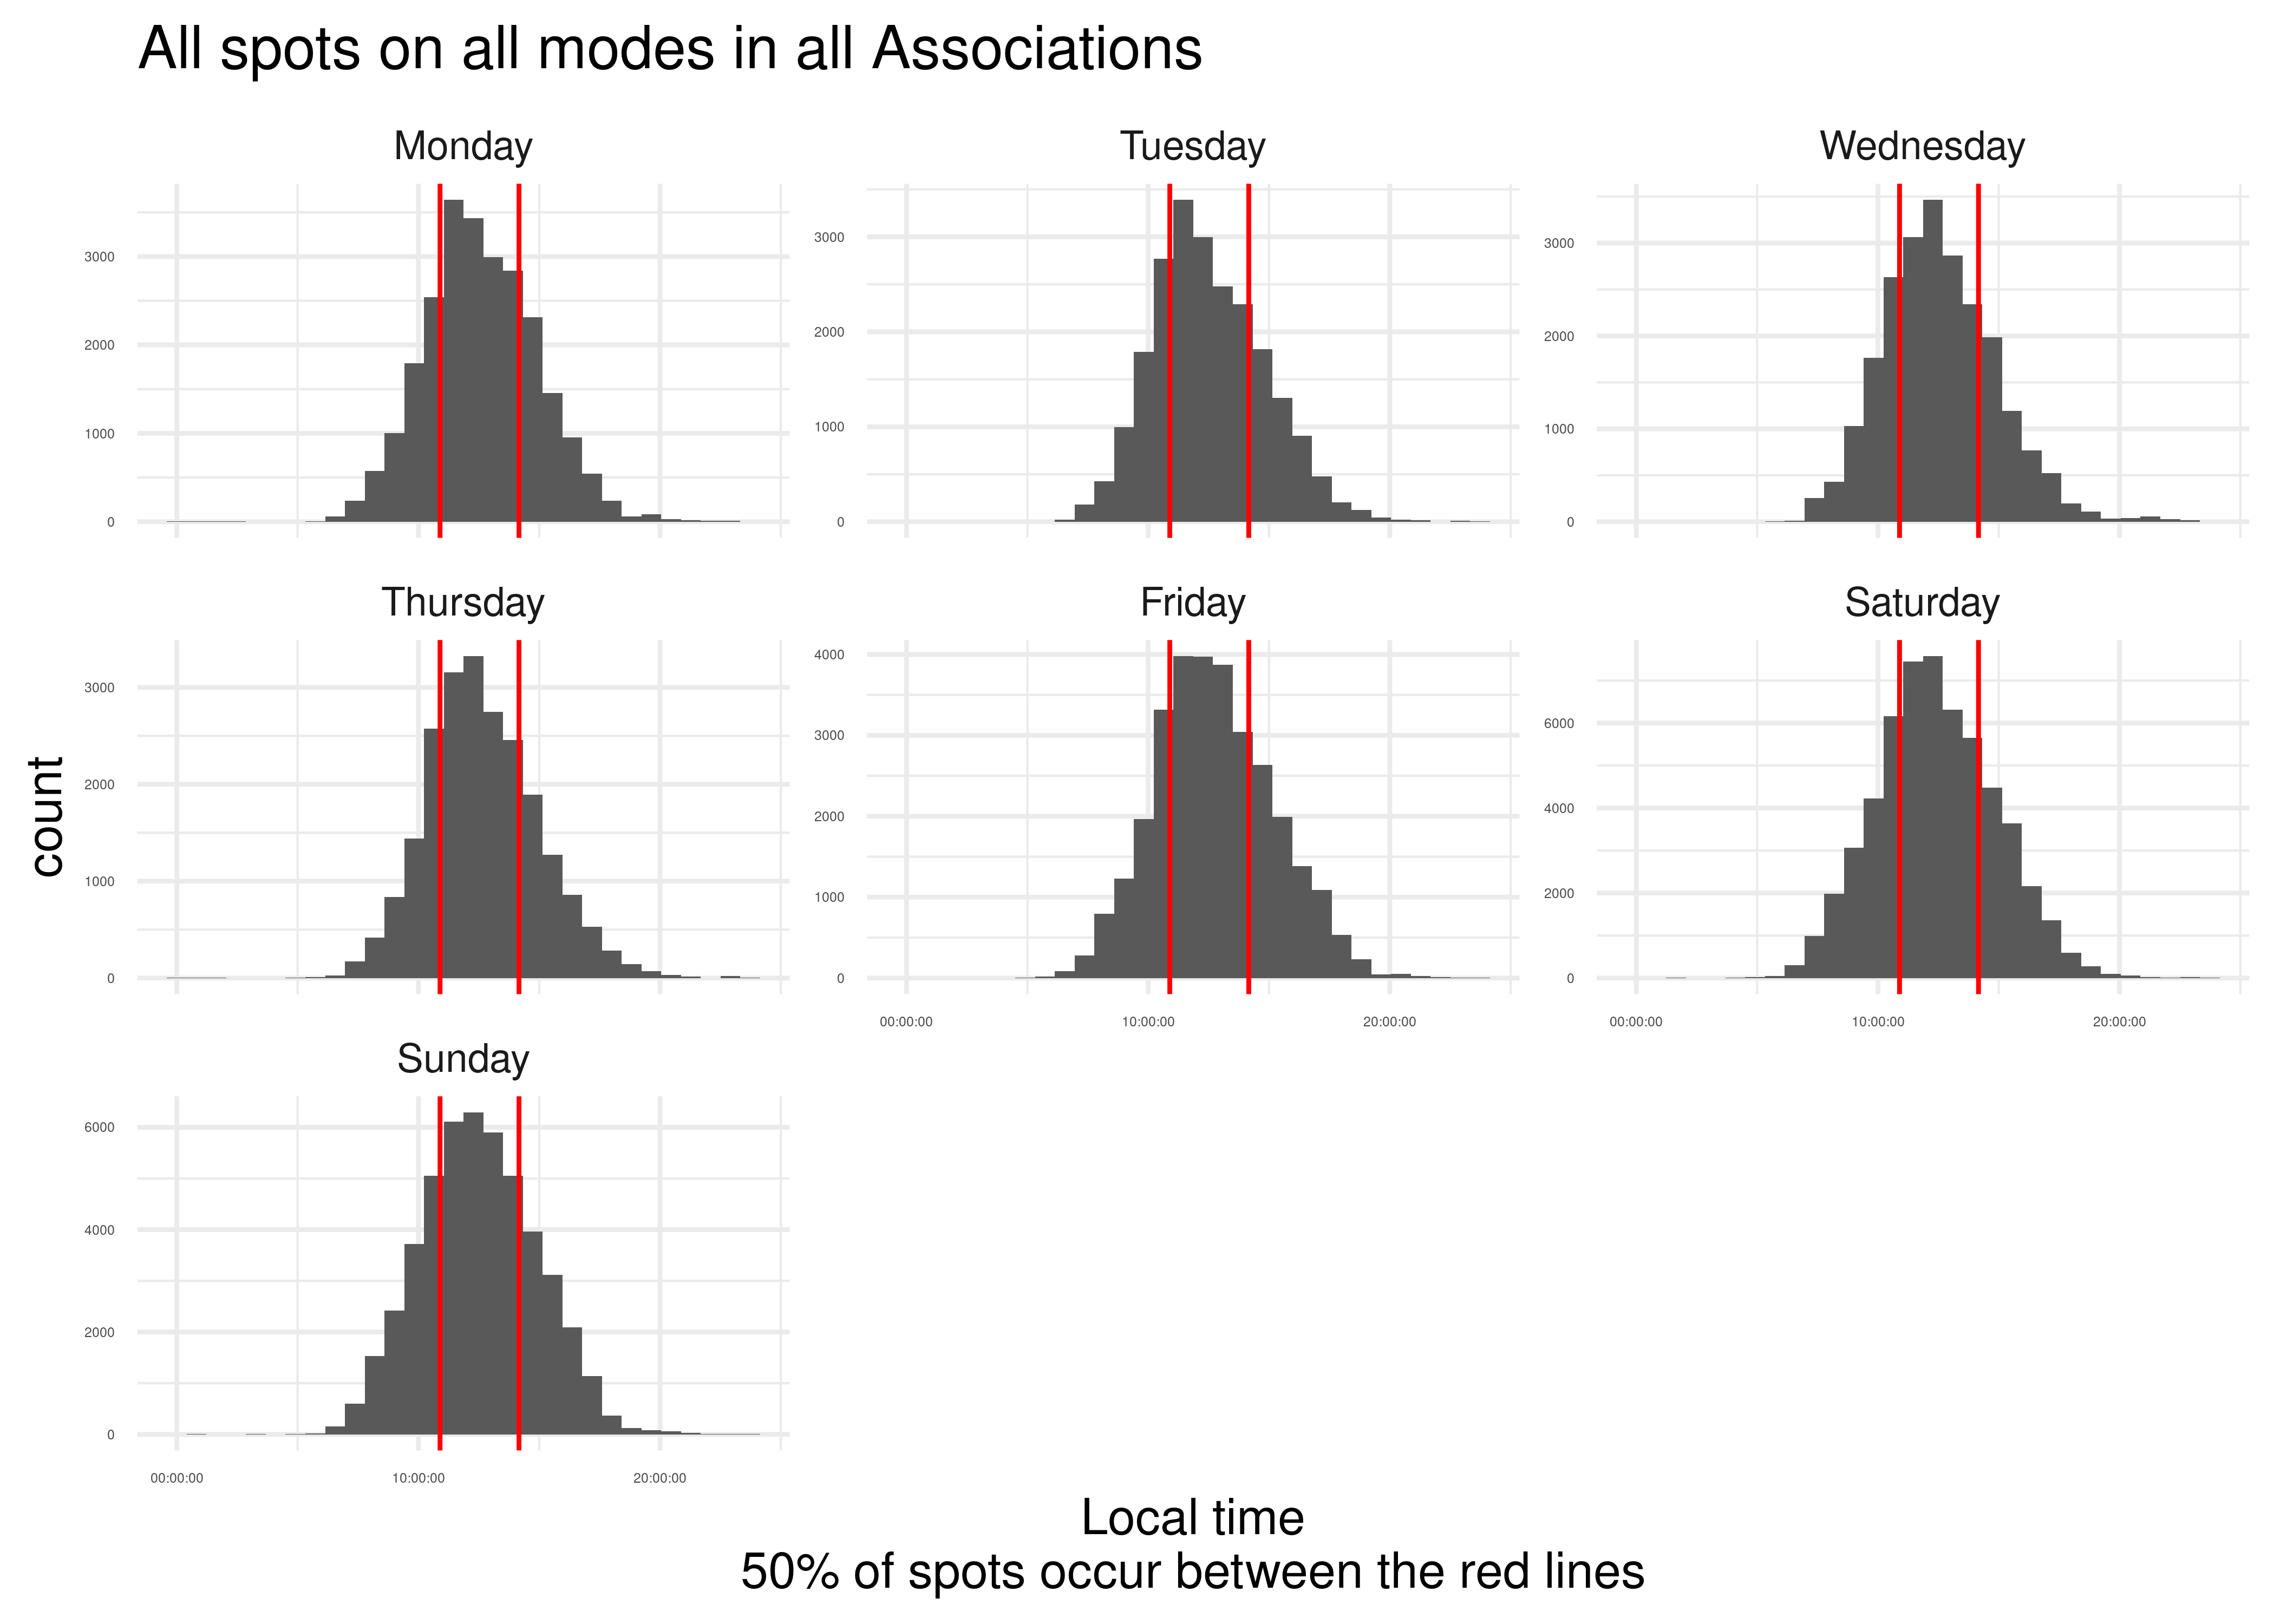 All spots on all modes in all Associations
Monday
Tuesday
Wednesday
3000
2000
1000
0
3000
2000
1000
0
3000
2000
1000
0
Thursday
Friday
Saturday
3000
2000
1000
0
4000
3000
2000
1000
0
6000
4000
2000
0
00:00:00 10:00:00 20:00:00
00:00:00 10:00:00 20:00:00
Sunday
6000
4000
2000
0
00:00:00 10:00:00 20:00:00
count
Local time
50% of spots occur between the red lines